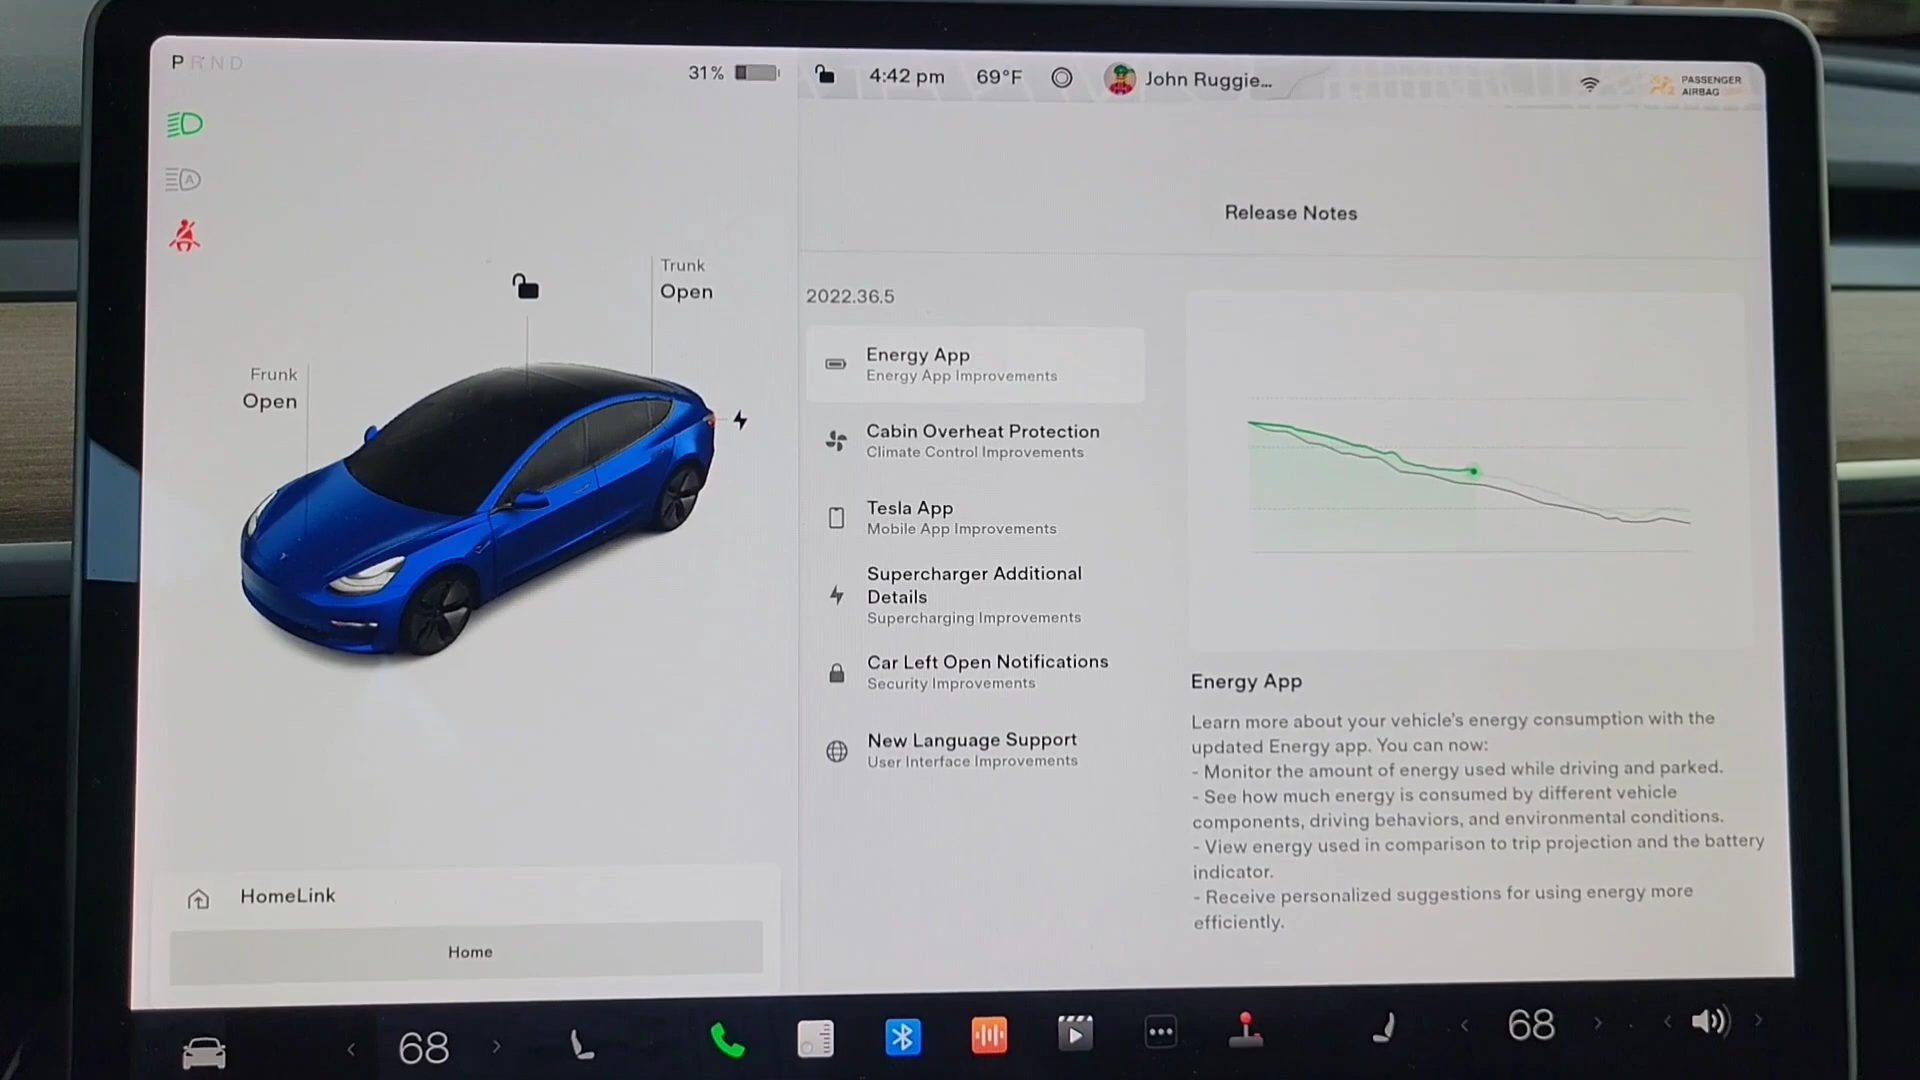 P R N D
31%
4:42 pm
69°F
John Ruggie...
PASSENGER
AIRBAG
Release Notes
Trunk
Open
Frunk
Open
2022.36.5
Energy App
Energy App Improvements
Cabin Overheat Protection
Climate Control Improvements
Tesla App
Mobile App Improvements
Supercharger Additional
Details
Supercharging Improvements
Car Left Open Notifications
Security Improvements
New Language Support
User Interface Improvements
Energy App
Learn more about your vehicle's energy consumption with the
updated Energy app. You can now:
- Monitor the amount of energy used while driving and parked.
- See how much energy is consumed by different vehicle
components, driving behaviors, and environmental conditions.
- View energy used in comparison to trip projection and the battery
indicator.
- Receive personalized suggestions for using energy more
efficiently.
HomeLink
Home
68
68